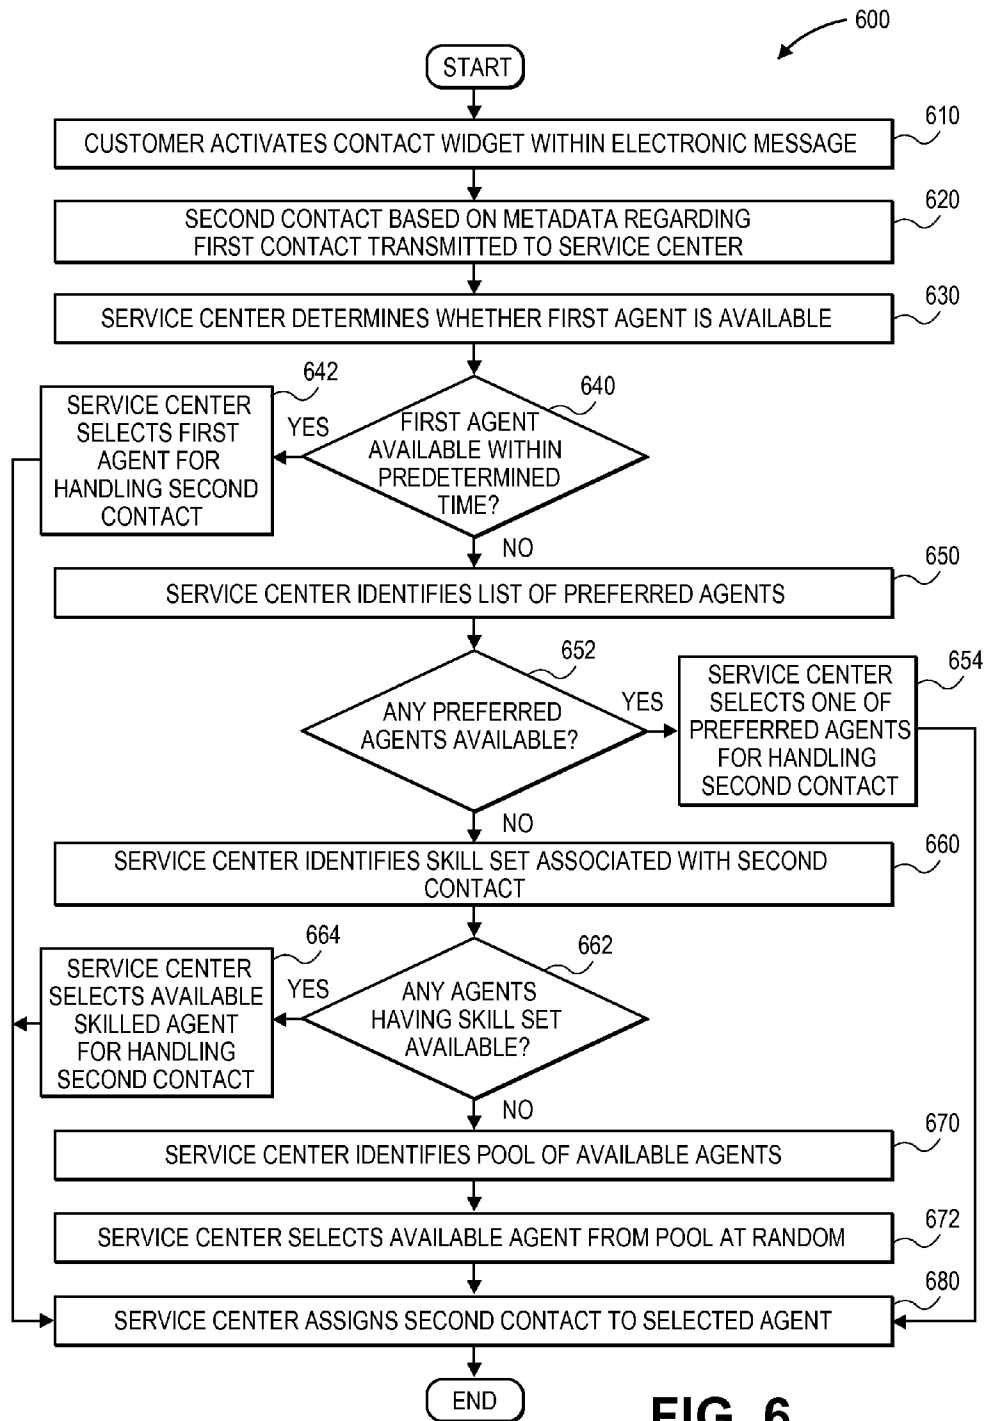 600
START
610
CUSTOMER ACTIVATES CONTACT WIDGET WITHIN ELECTRONIC MESSAGE
620
SECOND CONTACT BASED ON METADATA REGARDING
FIRST CONTACT TRANSMITTED TO SERVICE CENTER
630
SERVICE CENTER DETERMINES WHETHER FIRST AGENT IS AVAILABLE
642
SERVICE CENTER
SELECTS FIRST
AGENT FOR
HANDLING SECOND
CONTACT
YES
640
FIRST AGENT
AVAILABLE WITHIN
PREDETERMINED
TIME?
NO
650
SERVICE CENTER IDENTIFIES LIST OF PREFERRED AGENTS
652
ANY PREFERRED
AGENTS AVAILABLE?
YES
654
SERVICE CENTER
SELECTS ONE OF
PREFERRED AGENTS
FOR HANDLING
SECOND CONTACT
NO
660
SERVICE CENTER IDENTIFIES SKILL SET ASSOCIATED WITH SECOND
CONTACT
664
SERVICE CENTER
SELECTS AVAILABLE
SKILLED AGENT
FOR HANDLING
SECOND CONTACT
YES
662
ANY AGENTS
HAVING SKILL SET
AVAILABLE?
NO
670
SERVICE CENTER IDENTIFIES POOL OF AVAILABLE AGENTS
672
SERVICE CENTER SELECTS AVAILABLE AGENT FROM POOL AT RANDOM
680
SERVICE CENTER ASSIGNS SECOND CONTACT TO SELECTED AGENT
END
FIG. 6